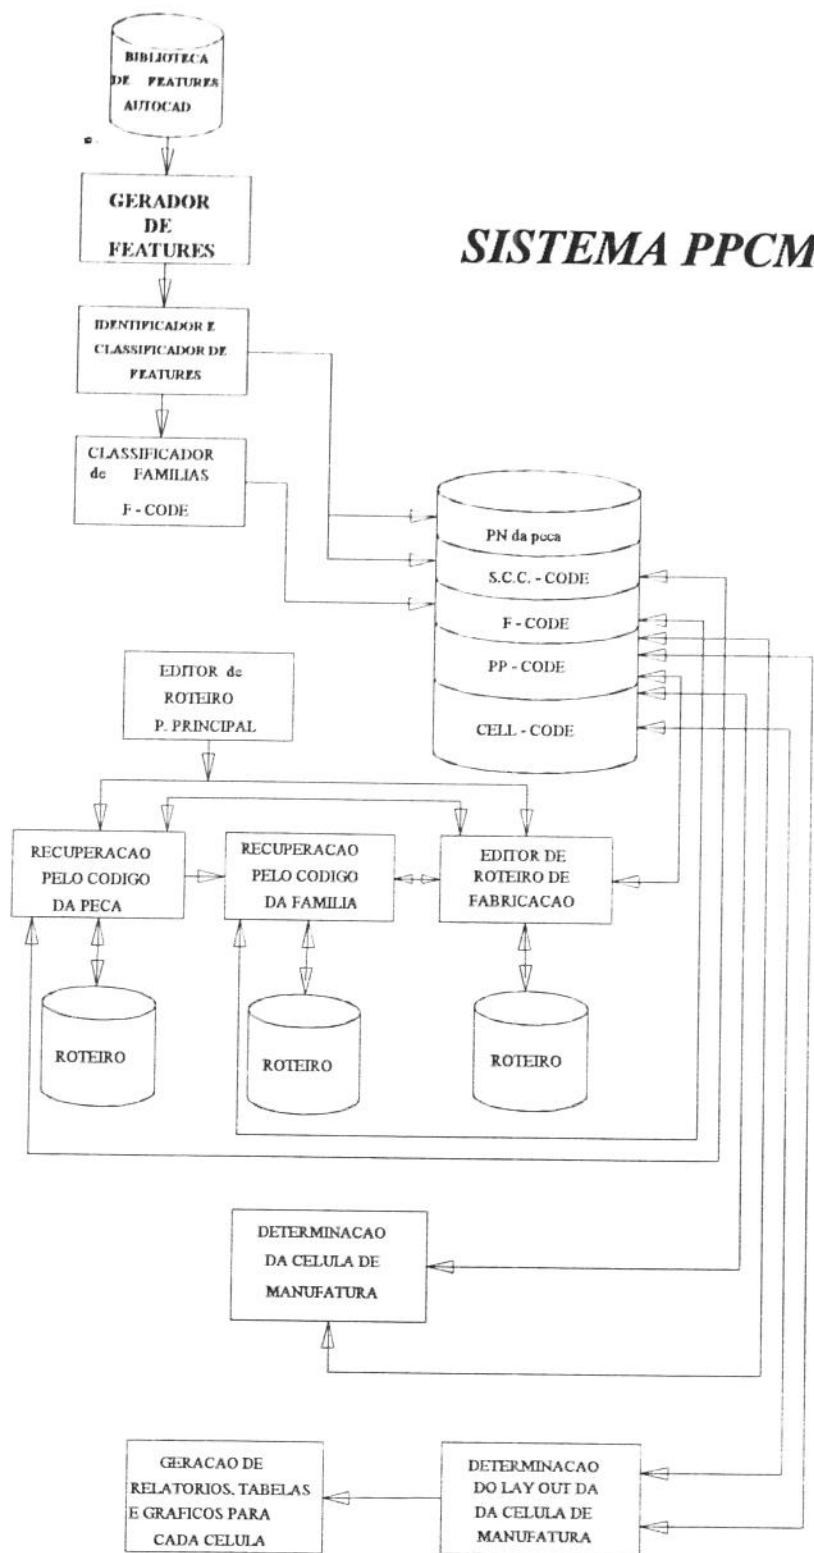 BIBLIOTECA
DE FEATURES
AUTOCAD
GERADOR
DE
FEATURES
SISTEMA PPCM
IDENTIFICADOR E
CLASSIFICADOR DE
FEATURES
CLASSIFICADOR
de FAMILIAS
F - CODE
PN da peca
S.C.C. - CODE
F - CODE
PP - CODE
CELL - CODE
EDITOR de
ROTEIRO
P. PRINCIPAL
RECUPERACAO
PELO CODIGO
DA PECA
RECUPERACAO
PELO CODIGO
DA FAMILIA
EDITOR DE
ROTEIRO DE
FABRICACAO
ROTEIRO
ROTEIRO
ROTEIRO
DETERMINACAO
DA CELULA DE
MANUFATURA
GERACAO DE
RELATORIOS, TABELAS
E GRAFICOS PARA
CADA CELULA
DETERMINACAO
DO LAY OUT DA
DA CELULA DE
MANUFATURA